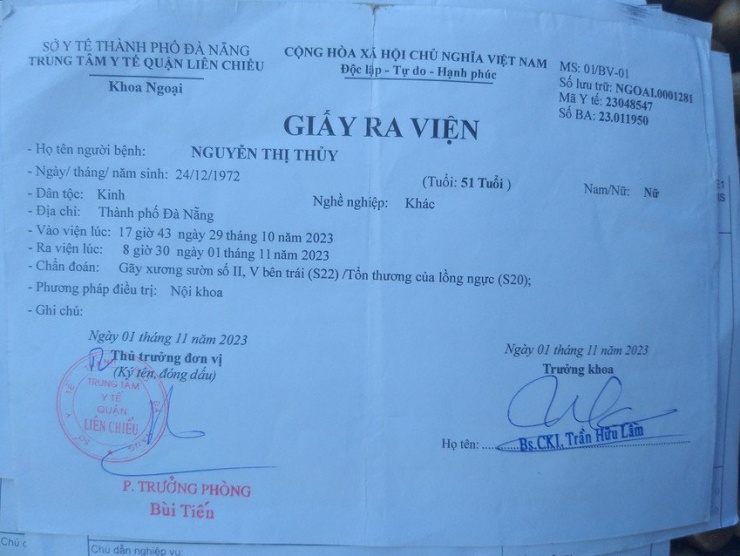 SỞ Y TẾ THÀNH PHỐ ĐÀ NẴNG
TRUNG TÂM Y TẾ QUẬN LIÊN CHIỂU
Khoa Ngoại
CỘNG HÒA XÃ HỘI CHỦ NGHĨA VIỆT NAM
Độc lập - Tự do - Hạnh phúc
MS: 01/BV-01
Số lưu trữ: NGOAI.0001281
Mã Y tế: 23048547
Số BA: 23.011950
GIẤY RA VIỆN
- Họ tên người bệnh: NGUYỄN THỊ THỦY
- Ngày/ tháng/ năm sinh: 24/12/1972 (Tuổi: 51 Tuổi ) Nam/Nữ: Nữ
- Dân tộc: Kinh Nghề nghiệp: Khác
- Địa chỉ: Thành phố Đà Nẵng
- Vào viện lúc: 17 giờ 43 ngày 29 tháng 10 năm 2023
- Ra viện lúc: 8 giờ 30 ngày 01 tháng 11 năm 2023
- Chẩn đoán: Gãy xương sườn số II, V bên trái (S22) /Tổn thương của lồng ngực (S20);
- Phương pháp điều trị: Nội khoa
- Ghi chú:
Ngày 01 tháng 11 năm 2023
Thủ trưởng đơn vị
(Ký tên, đóng dấu)
TRUNG TÂM
Y TẾ
QUẬN
LIÊN CHIỂU
P. TRƯỞNG PHÒNG
Bùi Tiến
Ngày 01 tháng 11 năm 2023
Trưởng khoa
Họ tên: Bs.CKI. Trần Hữu Lâm
Chỉ dẫn nghiệp vụ: